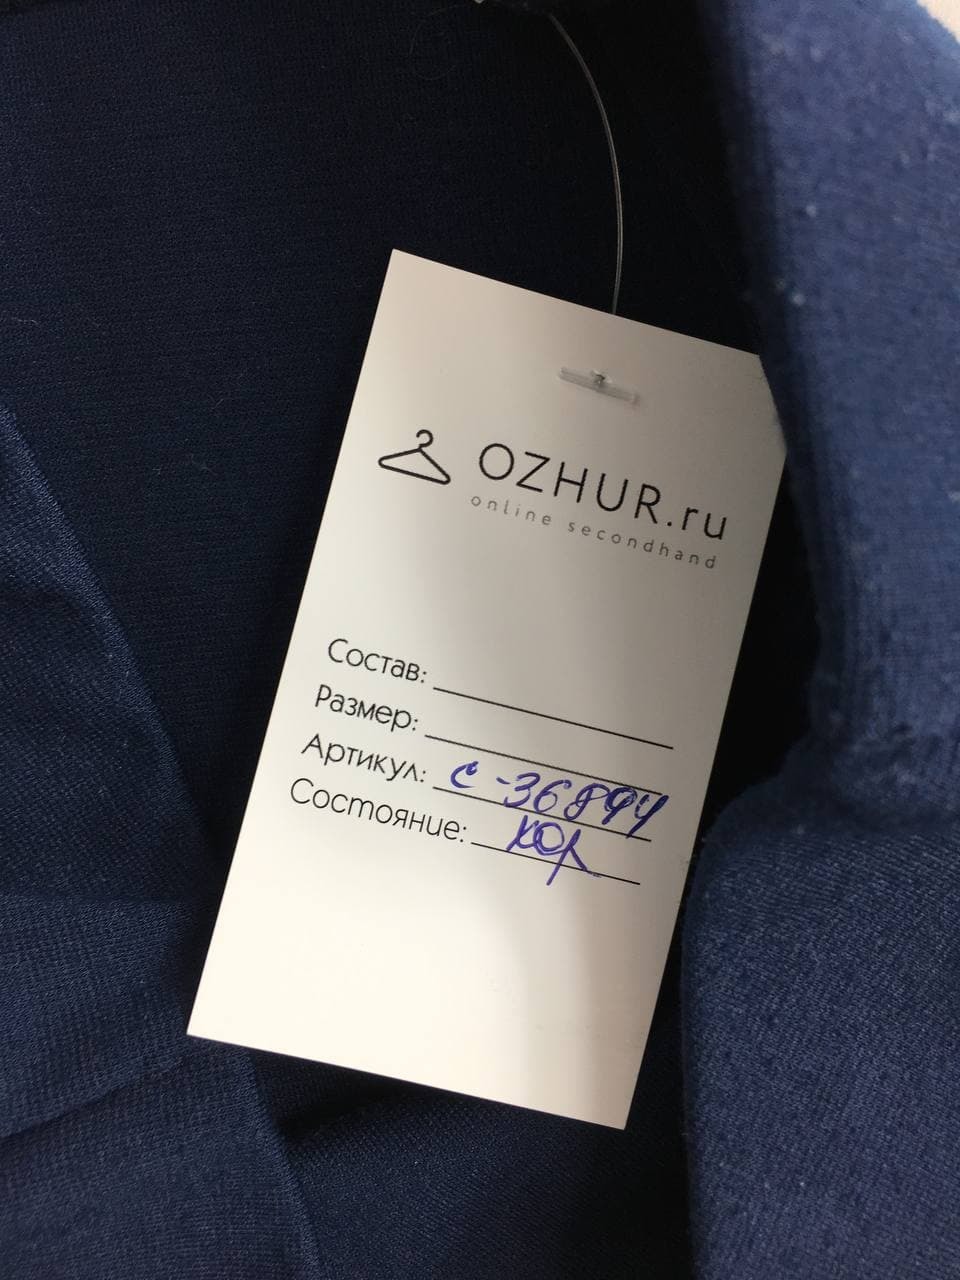 OZHUR.ru
online secondhand
Состав:
Размер:
Артикул: С-36894
Состояние: хор